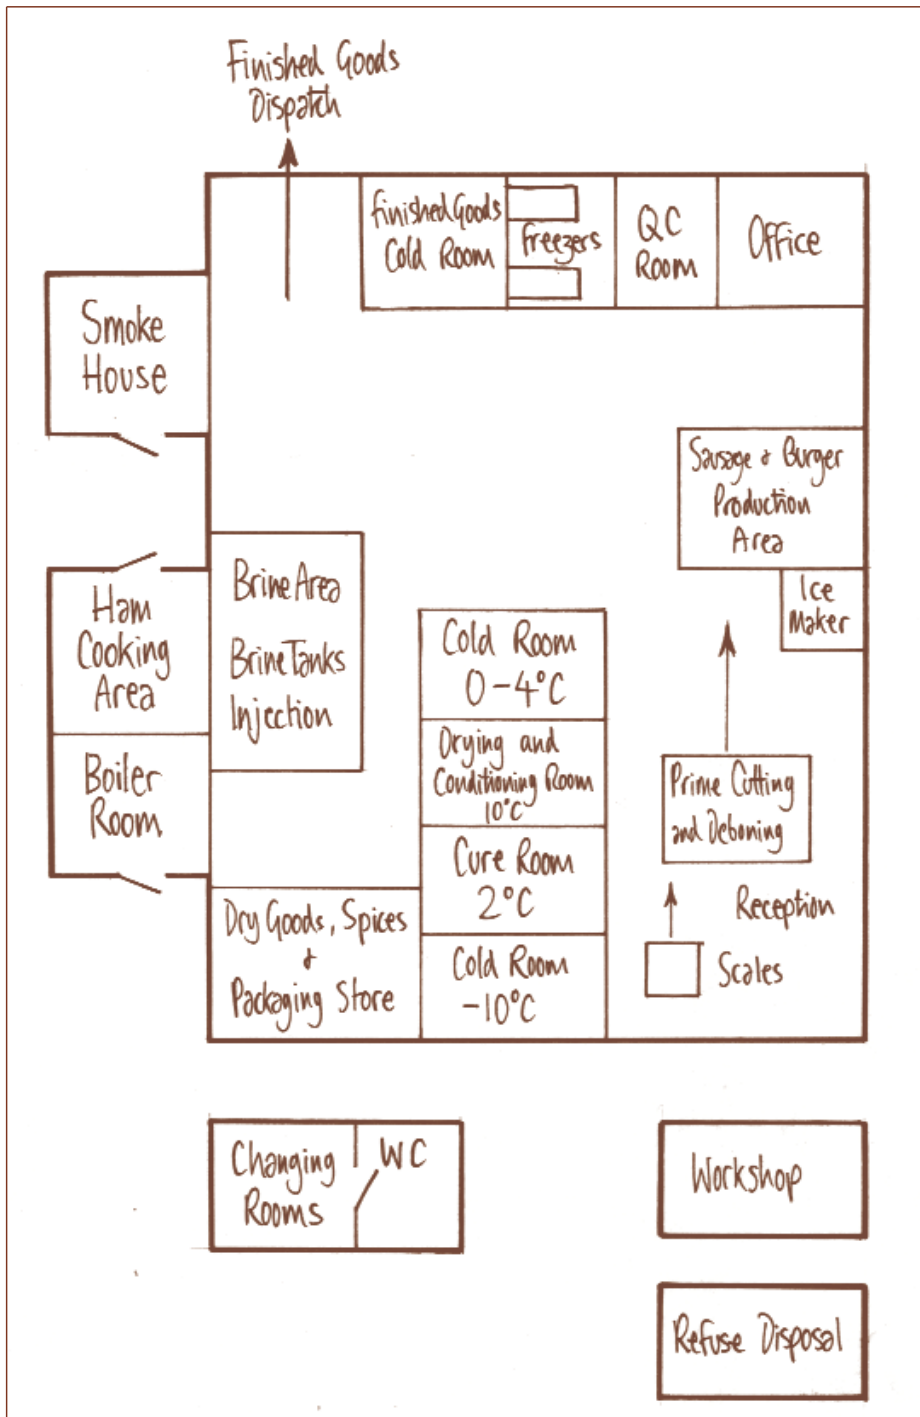 Finished Goods
Dispatch
Finished Goods
Cold Room
Freezers
QC
Room
Office
Smoke
House
Sausage & Burger
Production
Area
Ice
Maker
Ham
Cooking
Area
Brine Area
Brine Tanks
Injection
Cold Room
0-4°C
Drying and
Conditioning Room
10°C
Boiler
Room
Prime Cutting
and Deboning
Cure Room
2°C
Reception
Dry Goods, Spices
&
Packaging Store
Cold Room
-10°C
Scales
Changing
Rooms
WC
Workshop
Refuse Disposal